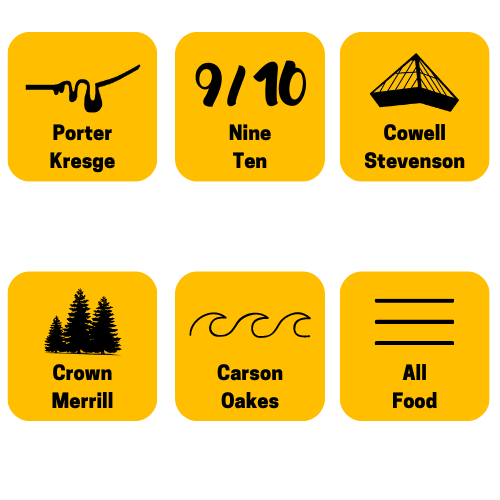 9/10
Porter
Kresge
Nine
Ten
Cowell
Stevenson
Crown
Merrill
Carson
Oakes
All
Food